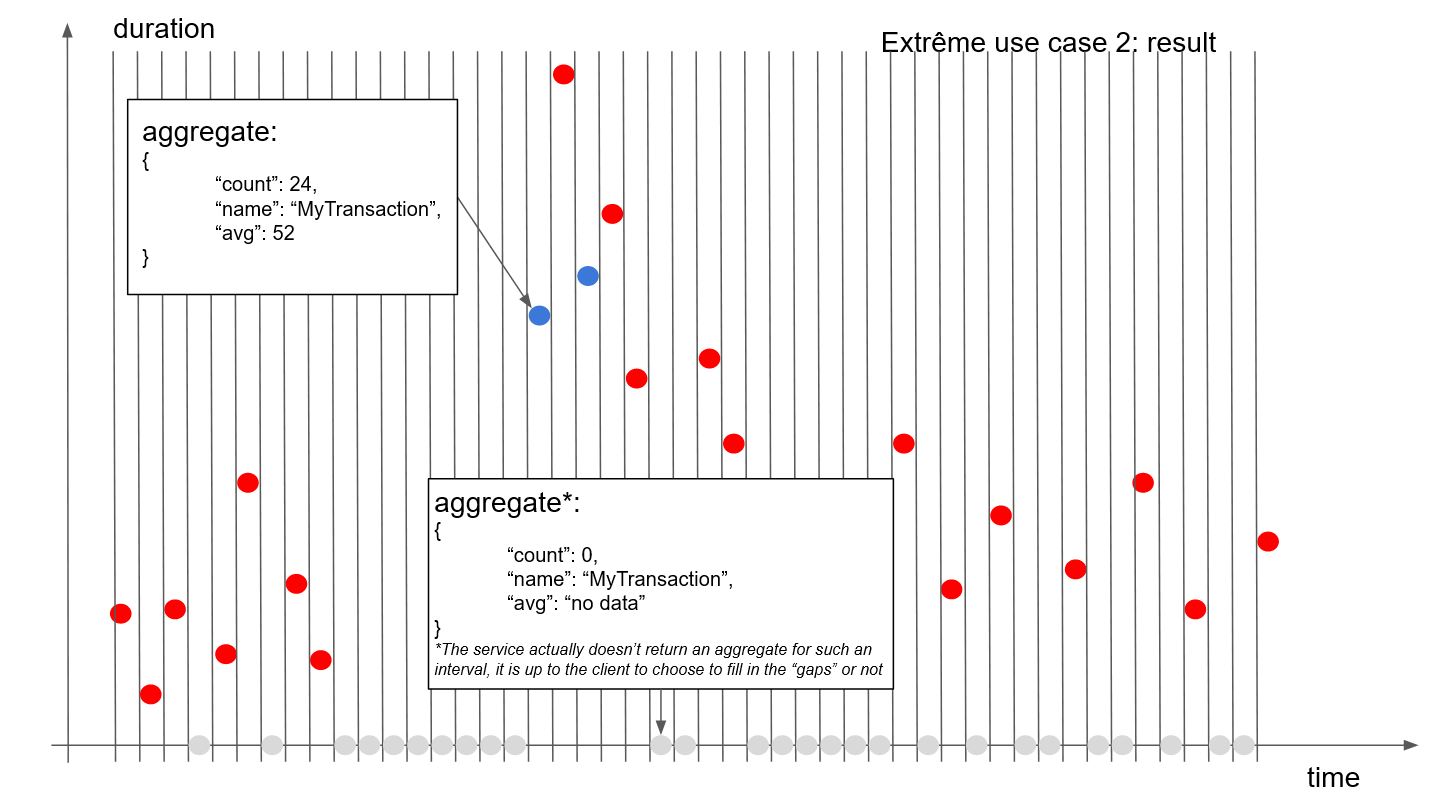 duration
Extrême use case 2: result
aggregate:
{
“count”: 24,
“name”: “MyTransaction”,
“avg”: 52
}
aggregate*:
{
“count”: 0,
“name”: “MyTransaction”,
“avg”: “no data”
}
*The service actually doesn’t return an aggregate for such an
interval, it is up to the client to choose to fill in the “gaps” or not
time